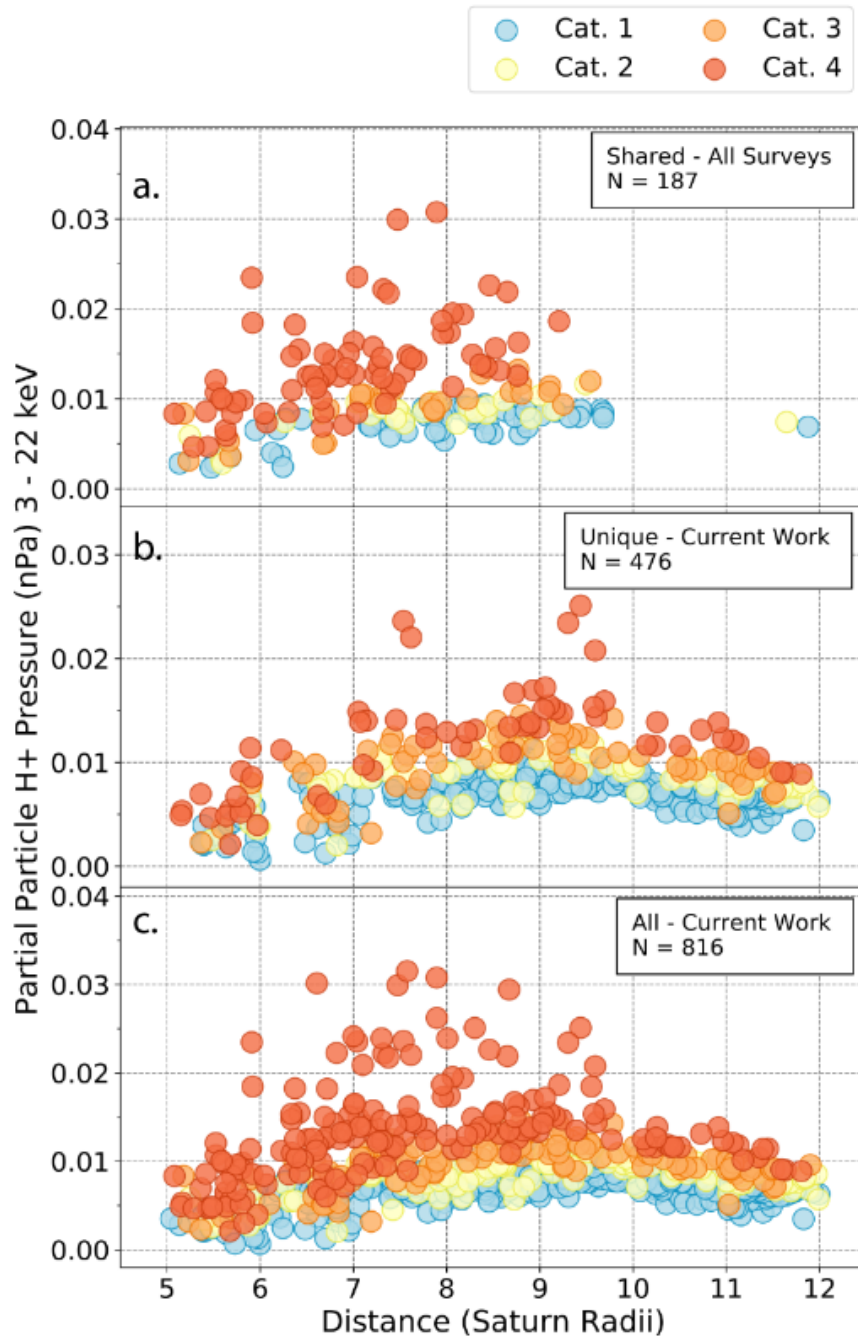 Cat. 1 Cat. 3
Cat. 2 Cat. 4
0.04
a.
Shared - All Surveys
N = 187
0.03
0.02
0.01
0.00
b.
Unique - Current Work
N = 476
0.03
0.02
0.01
0.00
0.04
c.
All - Current Work
N = 816
0.03
0.02
0.01
0.00
Partial Particle H+ Pressure (nPa) 3 - 22 keV
5 6 7 8 9 10 11 12
Distance (Saturn Radii)